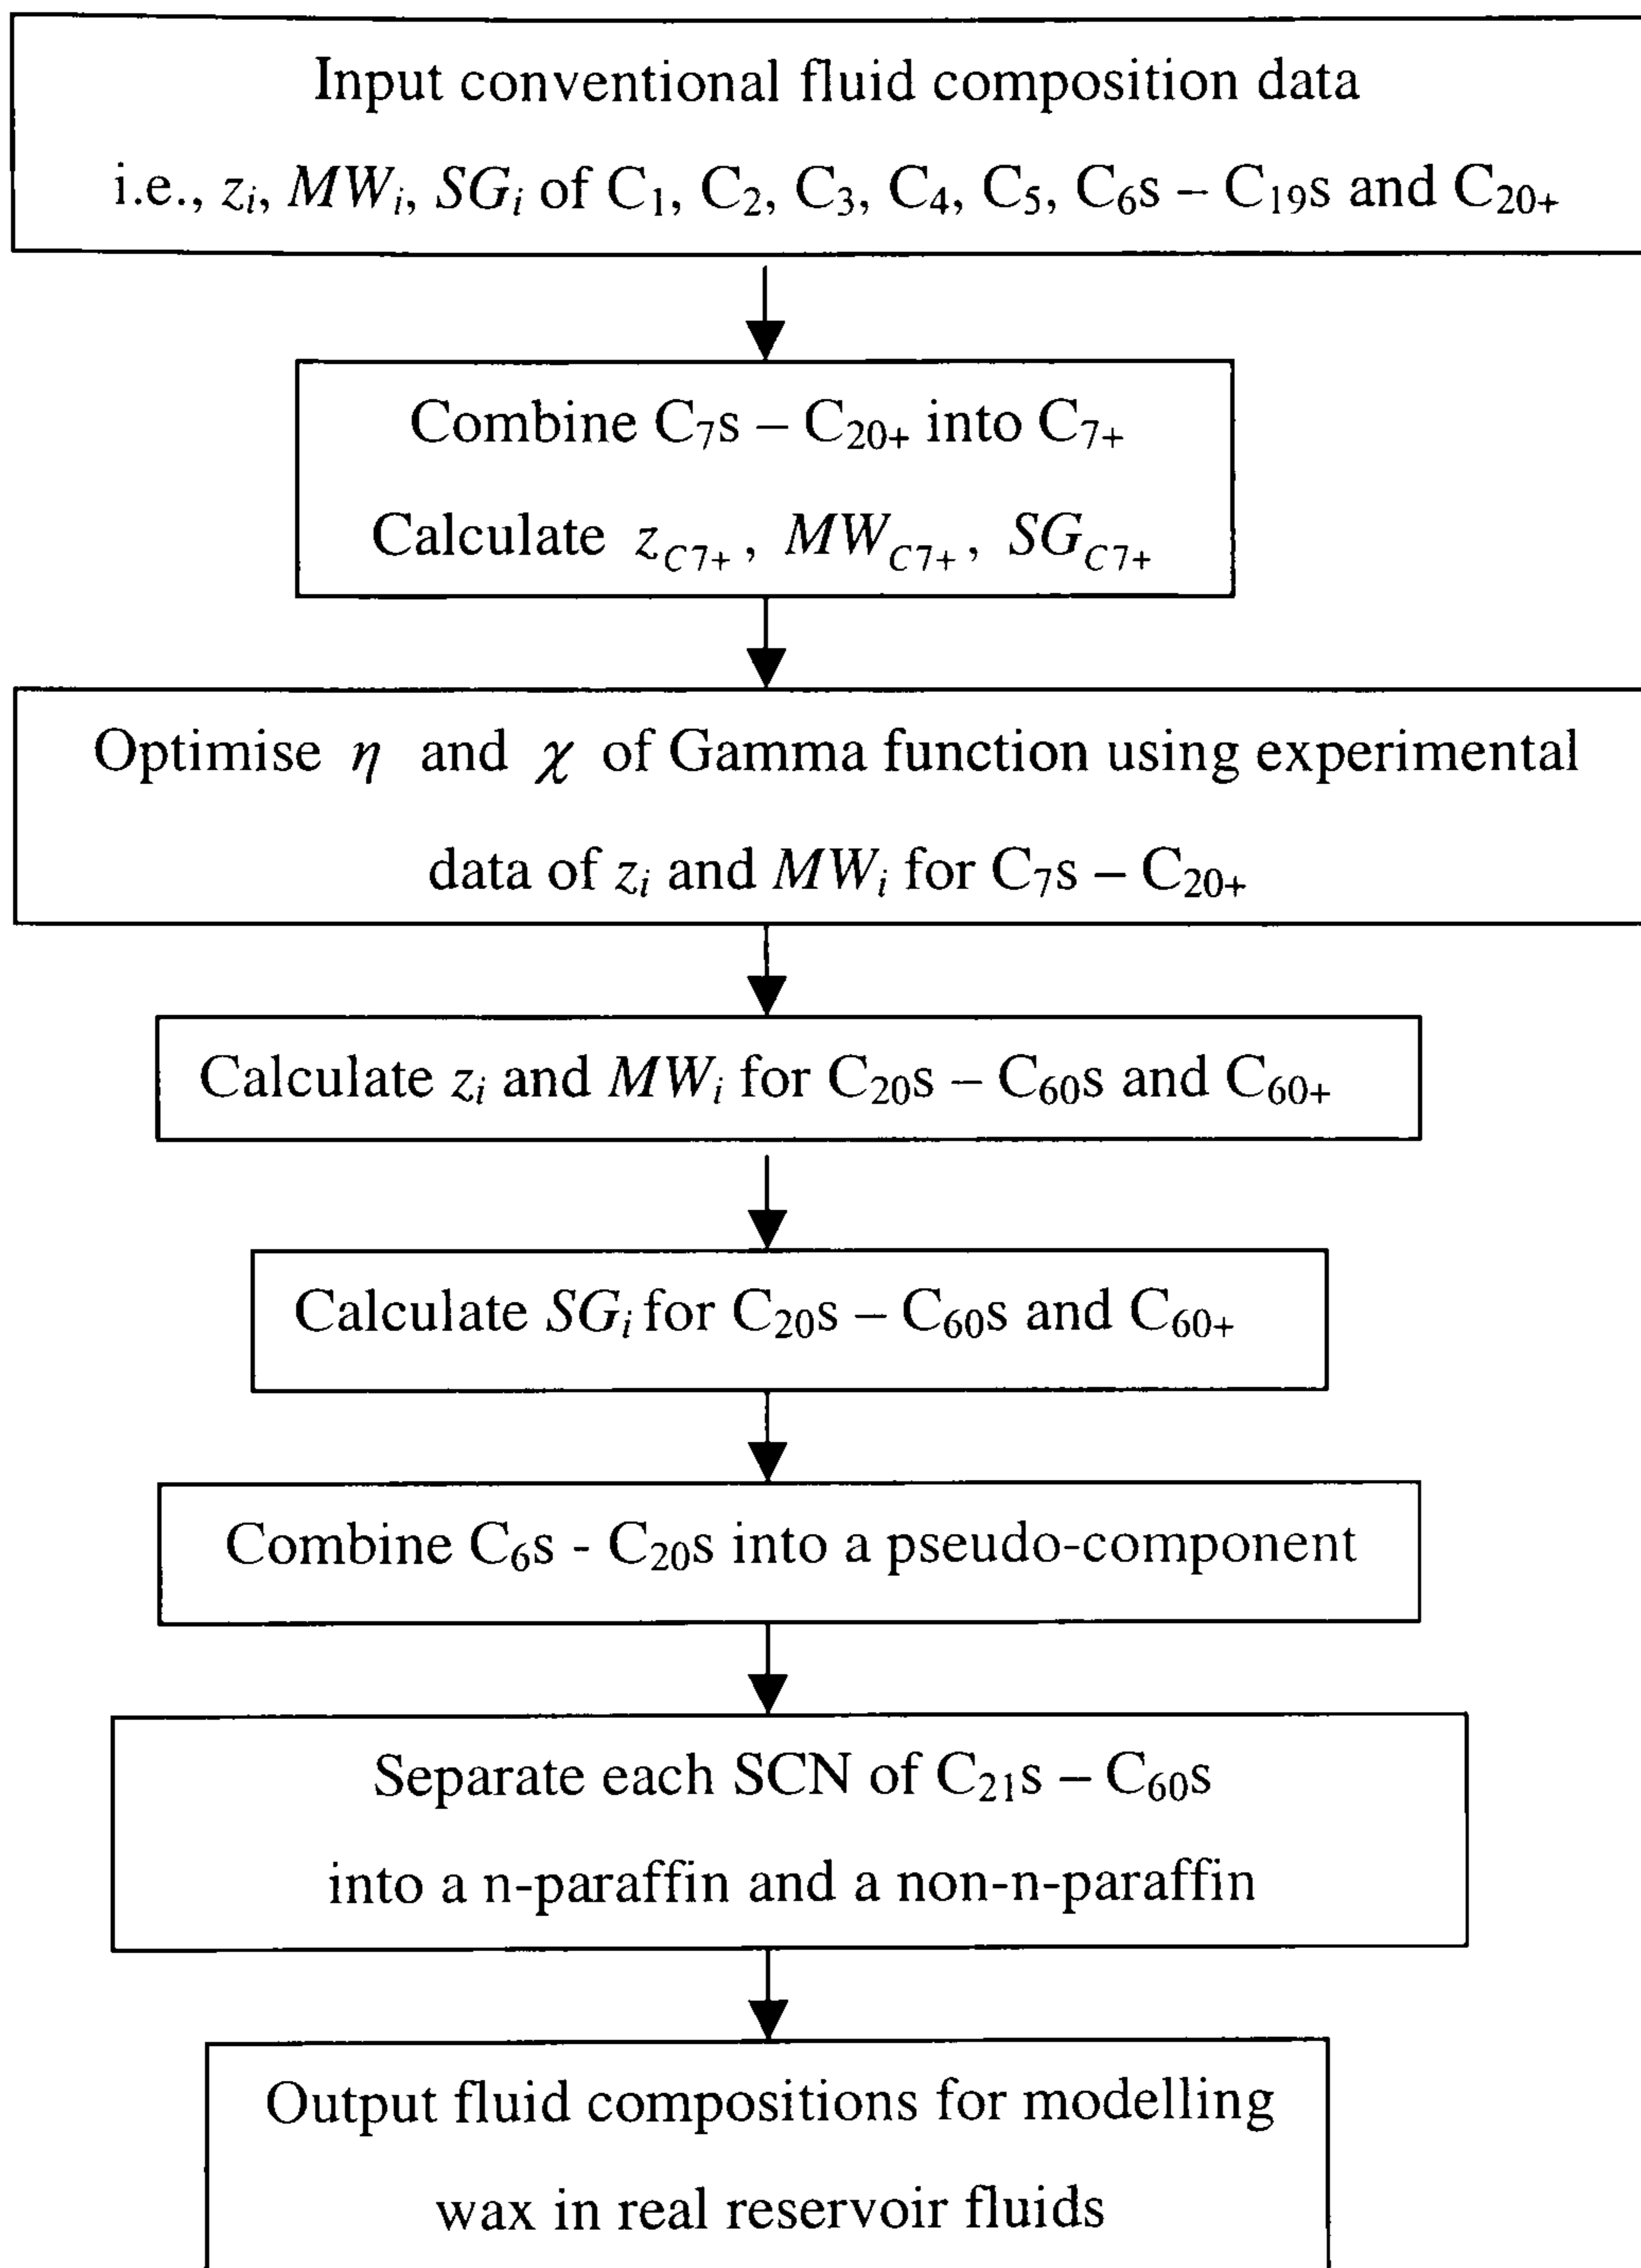 Input conventional fluid composition data
i.e., zᵢ, MWᵢ, SGᵢ of C₁, C₂, C₃, C₄, C₅, C₆s – C₁₉s and C₂₀₊
Combine C₇s – C₂₀₊ into C₇₊
Calculate z_C7+, MW_C7+, SG_C7+
Optimise η and χ of Gamma function using experimental
data of zᵢ and MWᵢ for C₇s – C₂₀₊
Calculate zᵢ and MWᵢ for C₂₀s – C₆₀s and C₆₀₊
Calculate SGᵢ for C₂₀s – C₆₀s and C₆₀₊
Combine C₆s - C₂₀s into a pseudo-component
Separate each SCN of C₂₁s – C₆₀s
into a n-paraffin and a non-n-paraffin
Output fluid compositions for modelling
wax in real reservoir fluids